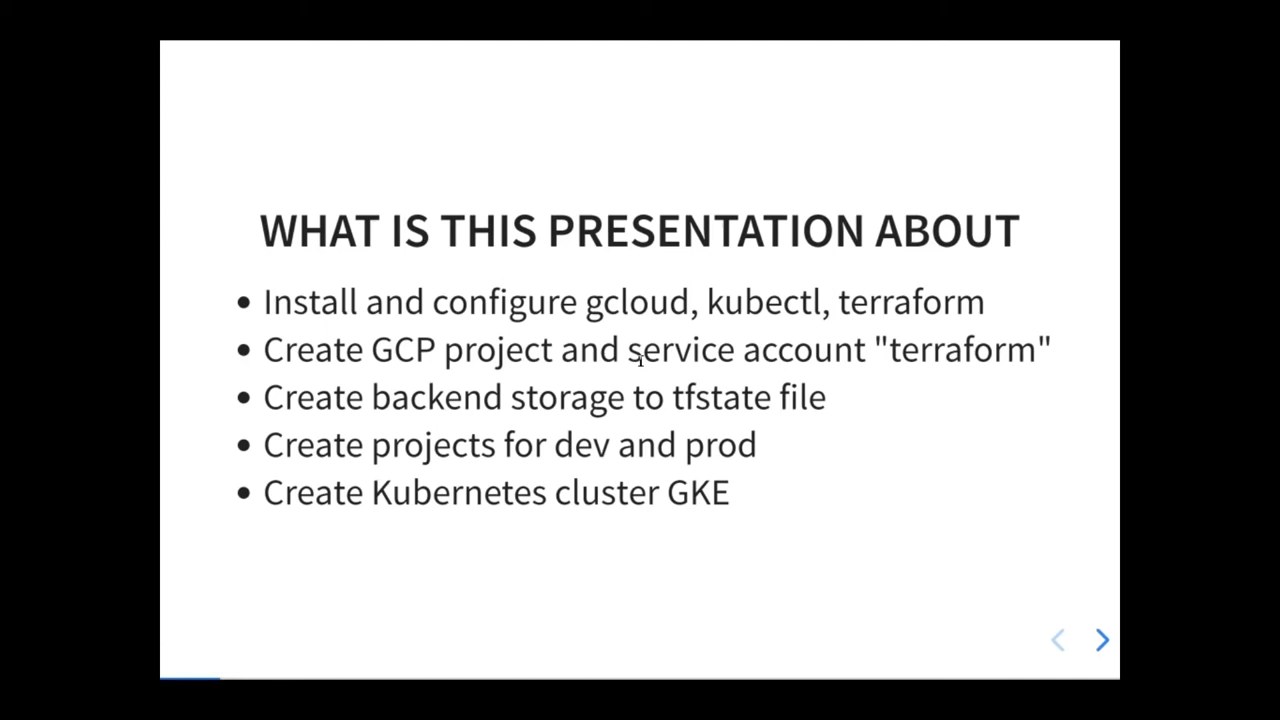 WHAT IS THIS PRESENTATION ABOUT
• Install and configure gcloud, kubectl, terraform
• Create GCP project and service account "terraform"
• Create backend storage to tfstate file
• Create projects for dev and prod
• Create Kubernetes cluster GKE